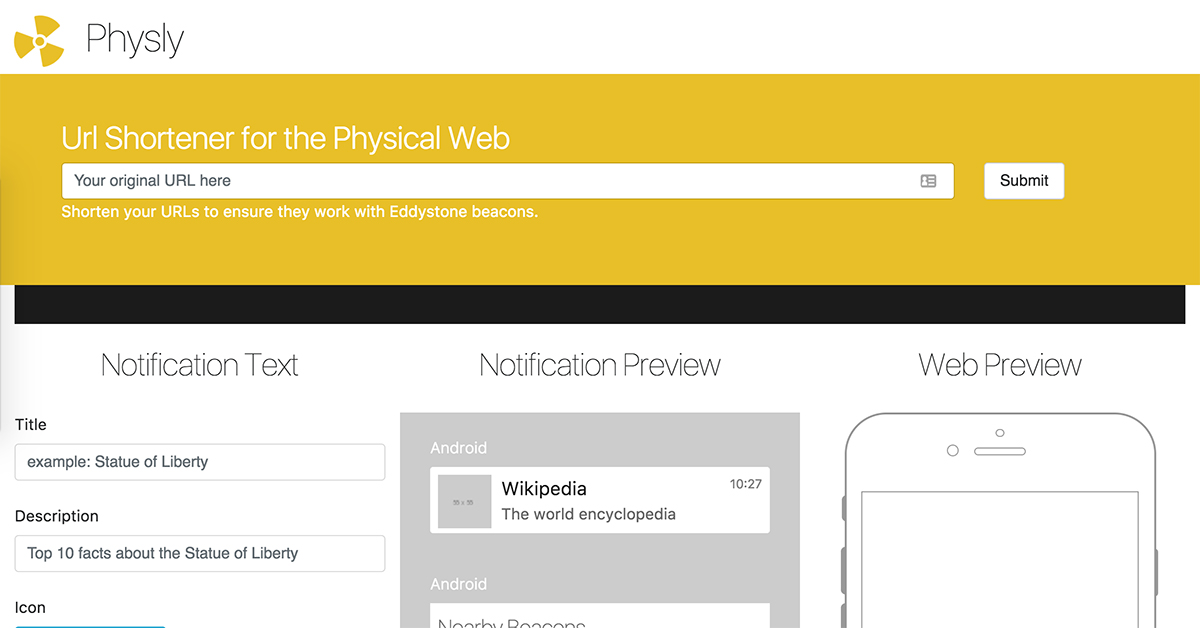 Physly
Url Shortener for the Physical Web
Your original URL here
Submit
Shorten your URLs to ensure they work with Eddystone beacons.
Notification Text
Title
example: Statue of Liberty
Description
Top 10 facts about the Statue of Liberty
Icon
Notification Preview
Android
Wikipedia
10:27
The world encyclopedia
Android
Nearby Beacons
Web Preview